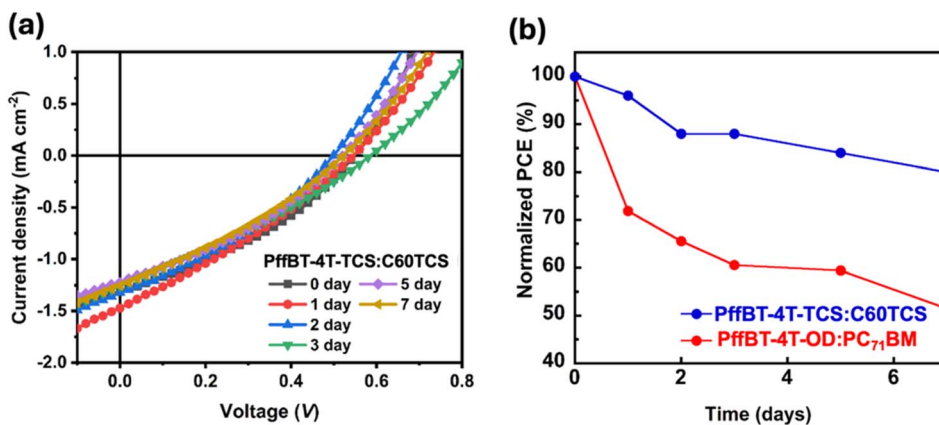 (a)
1.0
0.5
0.0
-0.5
-1.0
-1.5
-2.0
Current density (mA cm⁻²)
PffBT-4T-TCS:C60TCS
0 day
5 day
1 day
7 day
2 day
3 day
0.0 0.2 0.4 0.6 0.8
Voltage (V)
(b)
100
90
80
70
60
50
40
Normalized PCE (%)
PffBT-4T-TCS:C60TCS
PffBT-4T-OD:PC₇₁BM
0 2 4 6
Time (days)